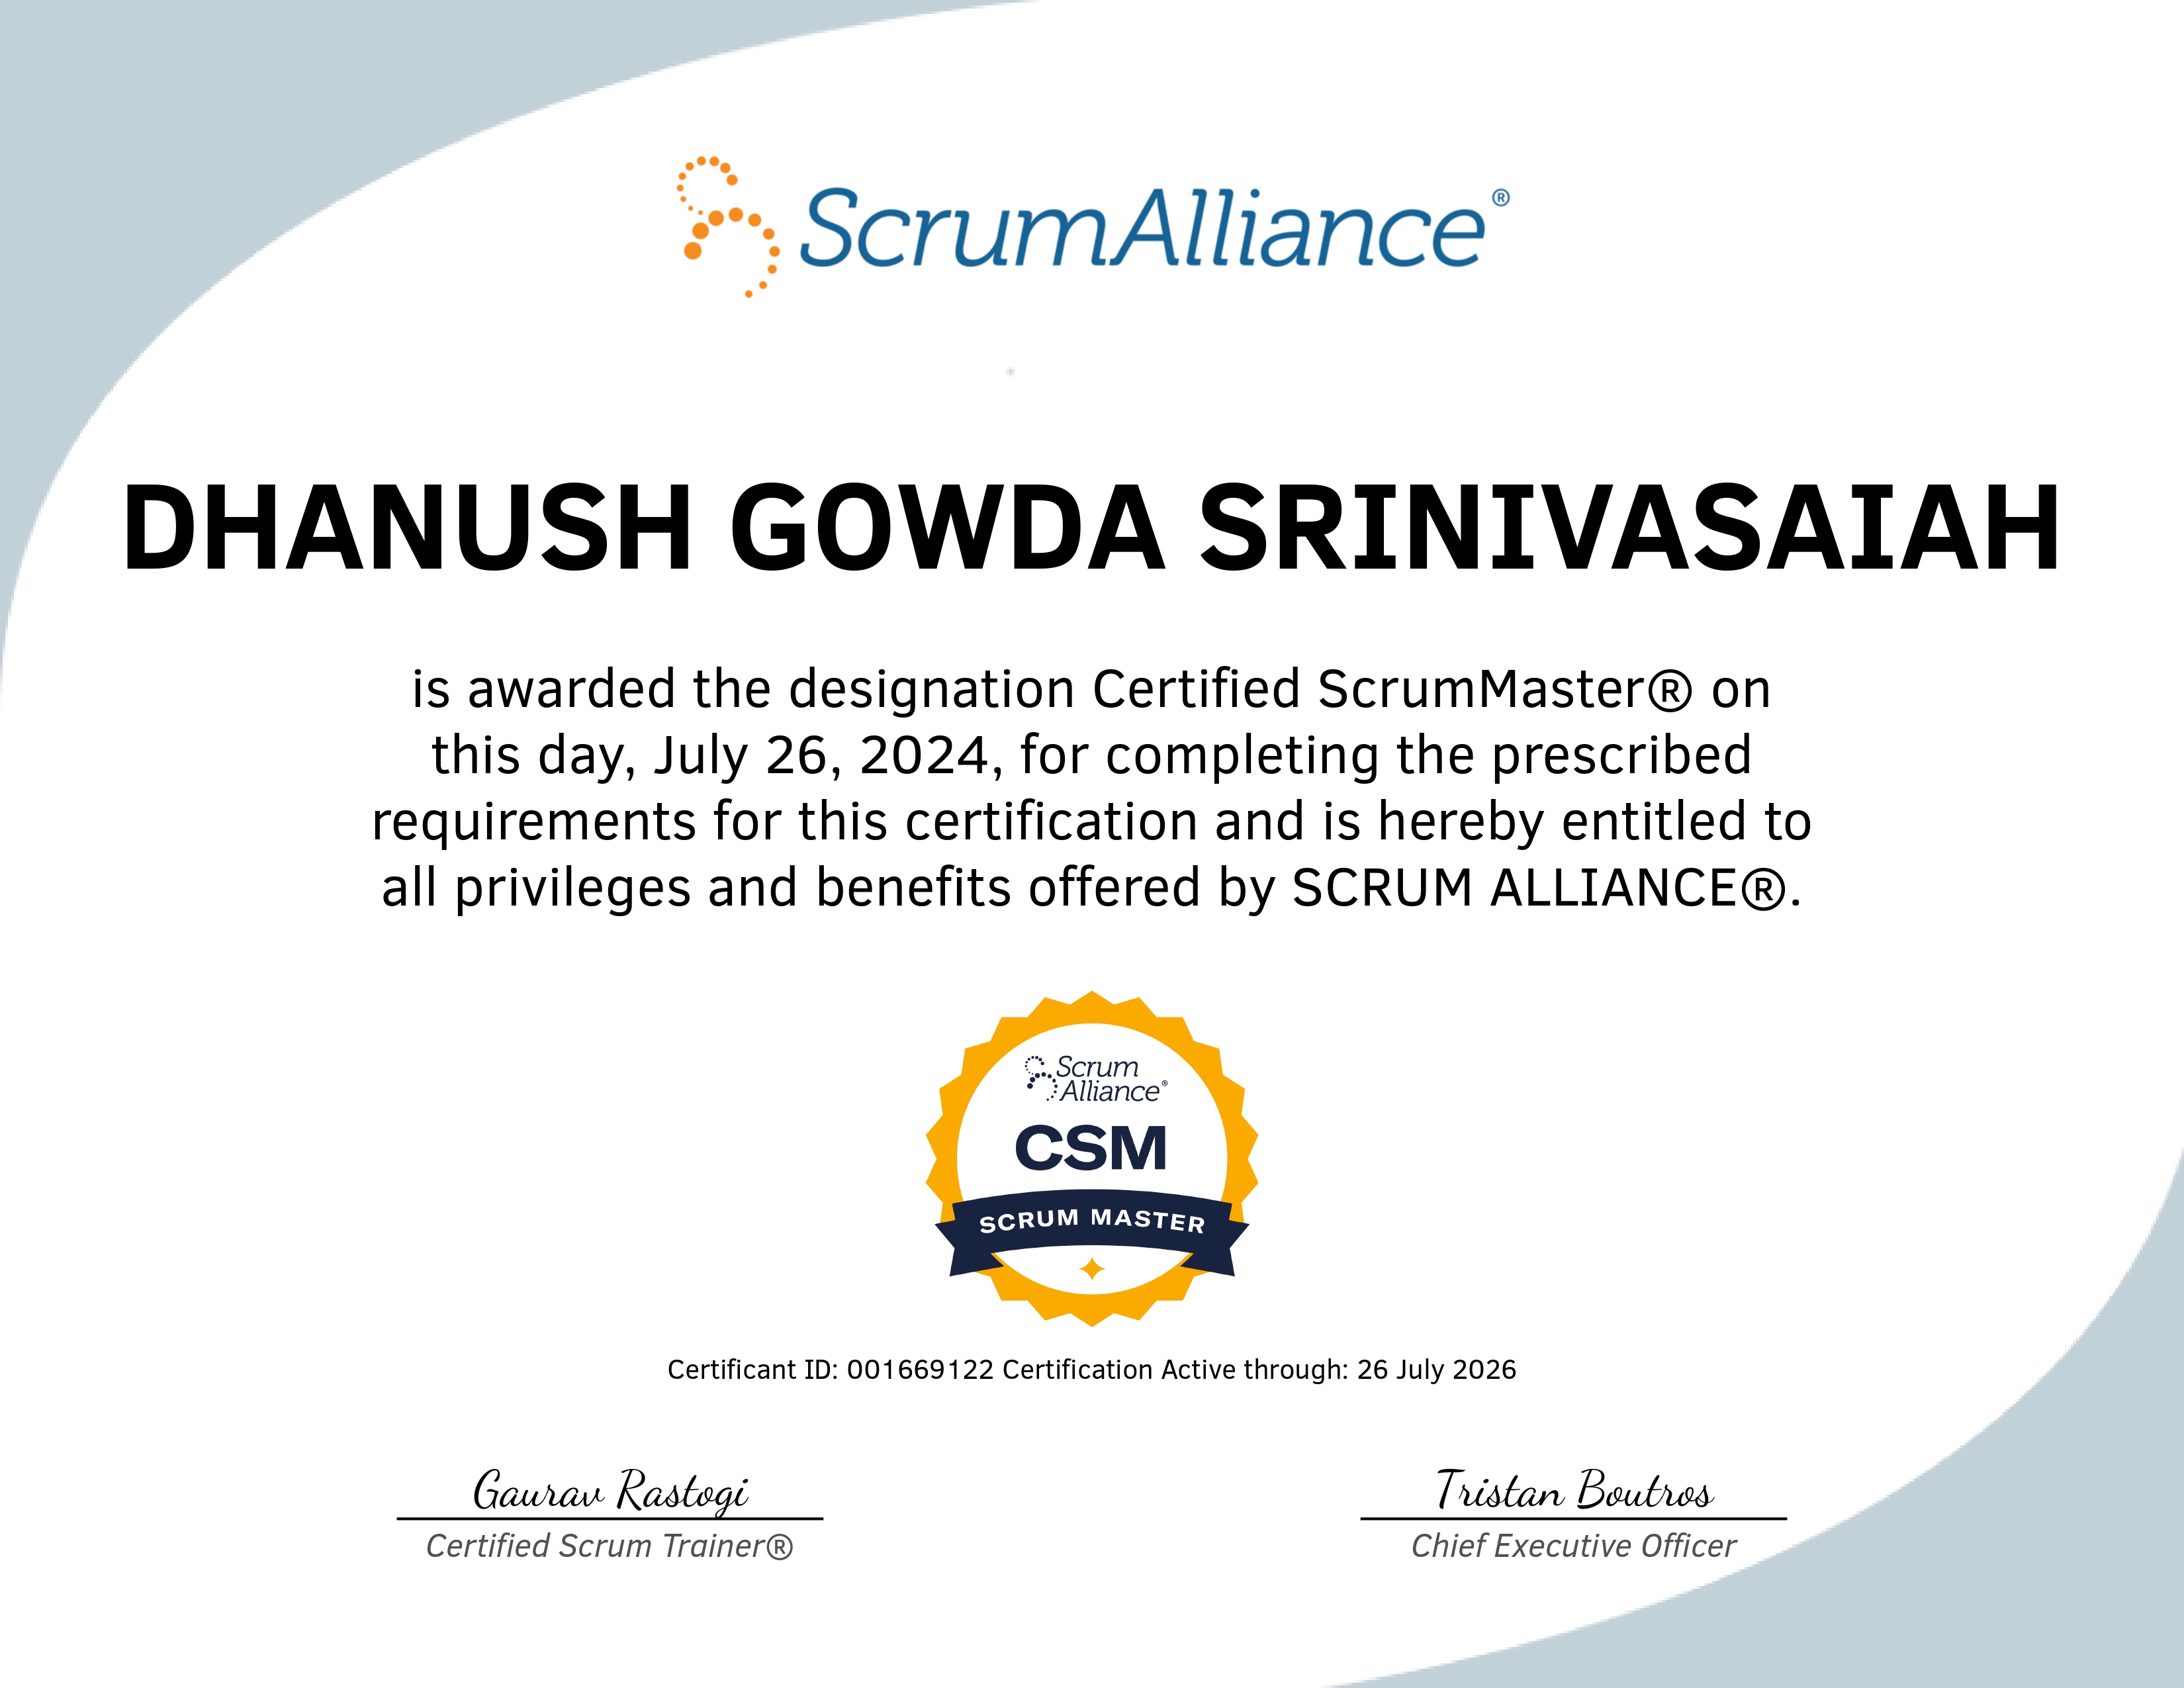 ScrumAlliance®
DHANUSH GOWDA SRINIVASAIAH
is awarded the designation Certified ScrumMaster® on
this day, July 26, 2024, for completing the prescribed
requirements for this certification and is hereby entitled to
all privileges and benefits offered by SCRUM ALLIANCE®.
Scrum
Alliance®
CSM
SCRUM MASTER
Certificant ID: 001669122 Certification Active through: 26 July 2026
Gaurav Rastogi
Certified Scrum Trainer®
Tristan Boutros
Chief Executive Officer